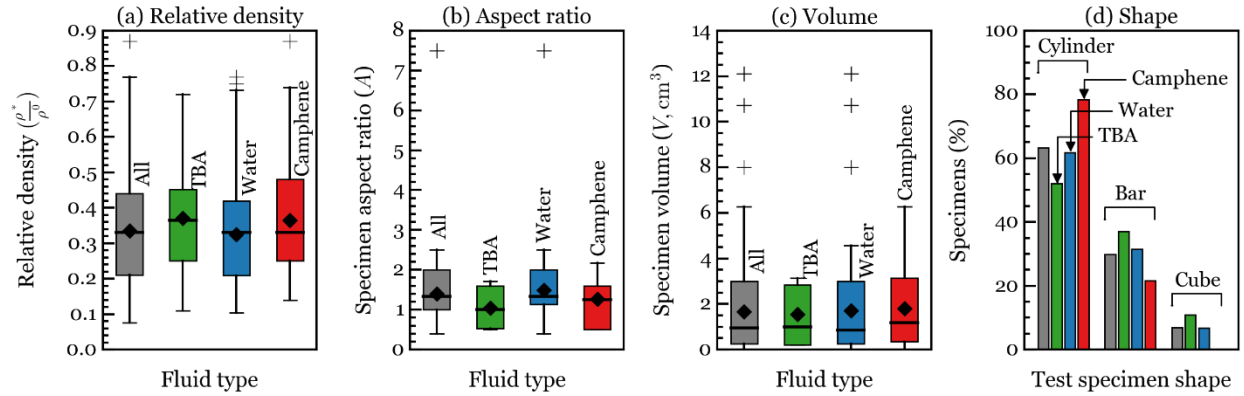 (a) Relative density
Relative density (ρ*/ρ⁰)
0.9
0.8
0.7
0.6
0.5
0.4
0.3
0.2
0.1
0.0
All
TBA
Water
Camphene
Fluid type
(b) Aspect ratio
Specimen aspect ratio (A)
8
7
6
5
4
3
2
1
0
All
TBA
Water
Camphene
Fluid type
(c) Volume
Specimen volume (V, cm³)
14
12
10
8
6
4
2
0
All
TBA
Water
Camphene
Fluid type
(d) Shape
Specimens (%)
100
80
60
40
20
0
Cylinder
Camphene
Water
TBA
Bar
Cube
Test specimen shape